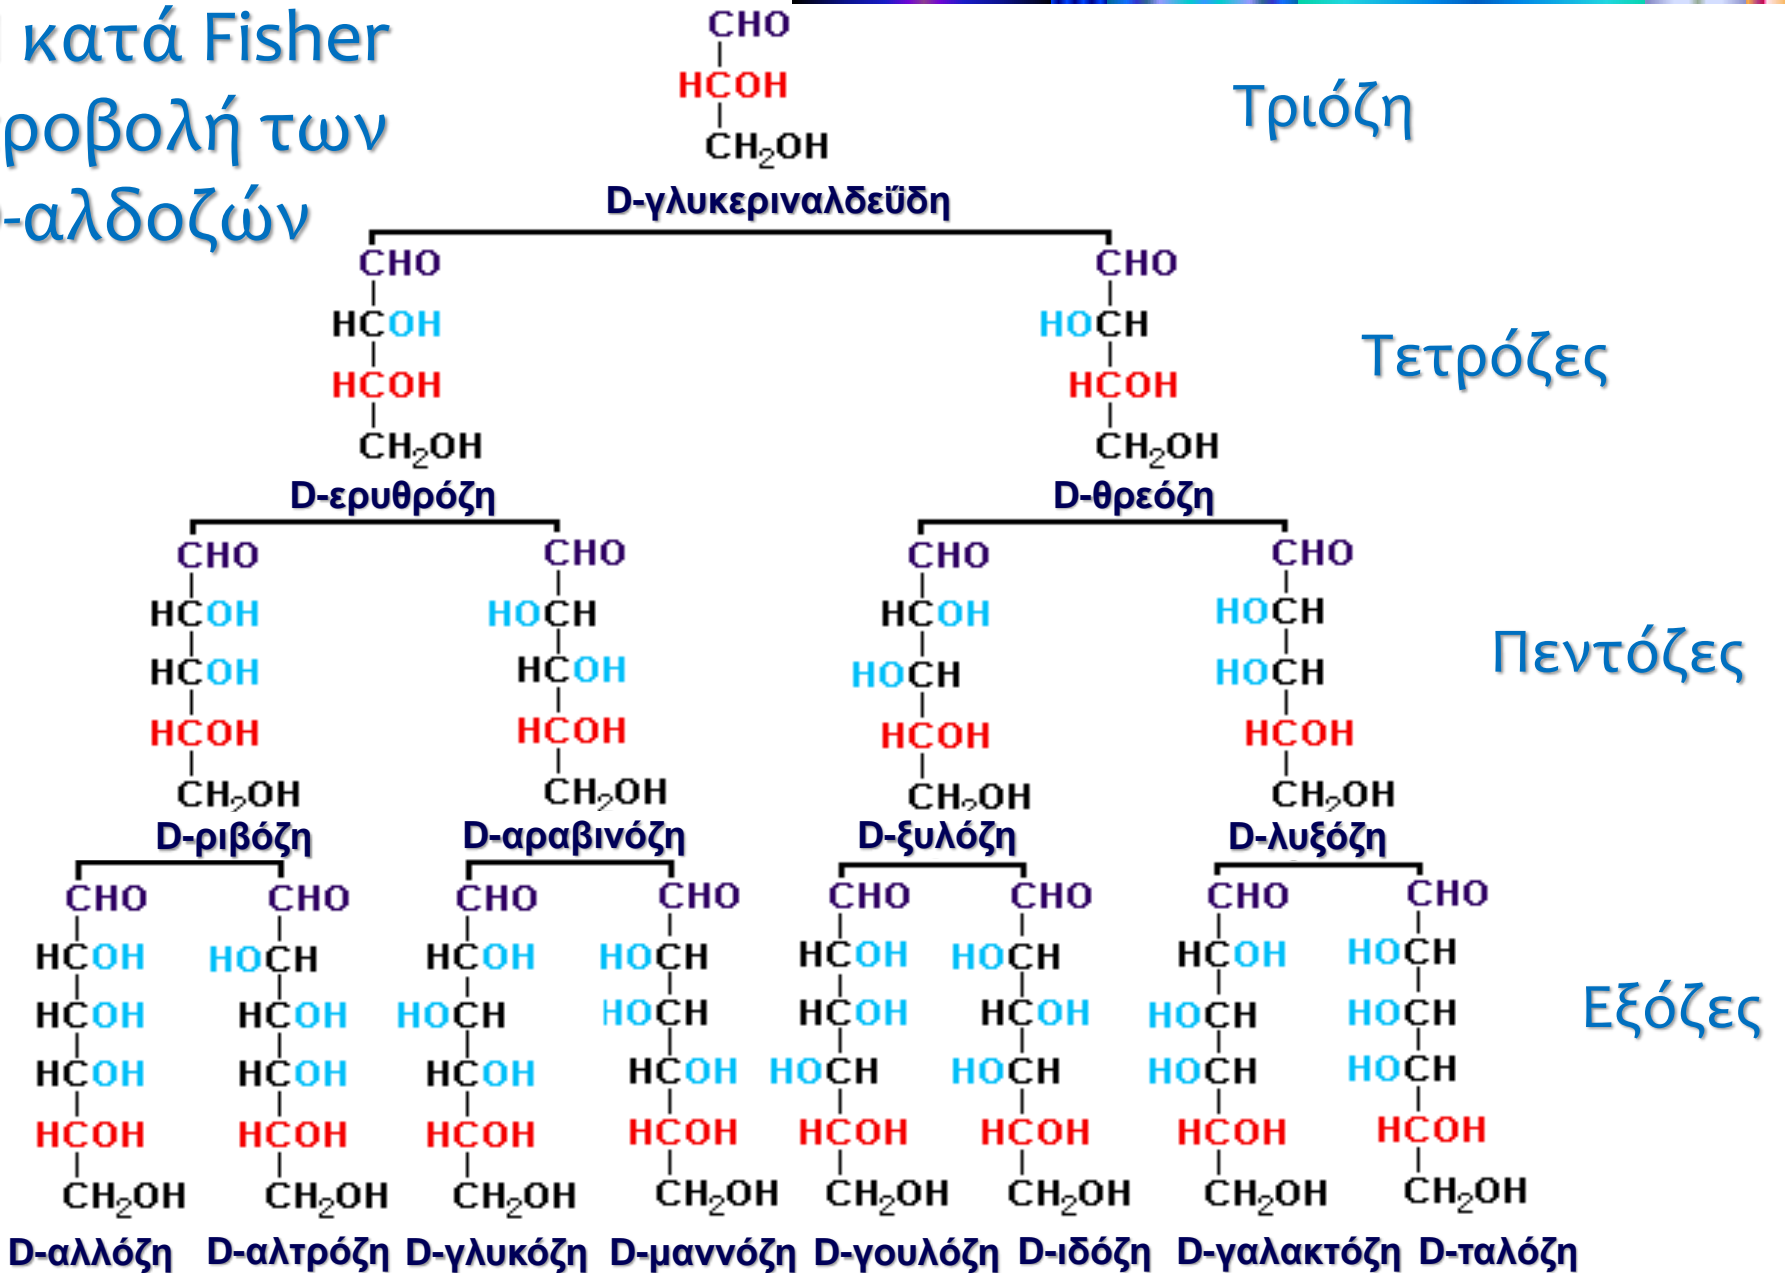 κατά Fisher
ροβολή των
-αλδοζών
CHO
HCOH
CH2OH
D-γλυκεριναλδεΰδη
Τριόζη
CHO CHO
HCOH HOCH
HCOH HCOH
CH2OH CH2OH
D-ερυθρόζη D-θρεόζη
Τετρόζες
CHO CHO CHO CHO
HCOH HOCH HCOH HOCH
HCOH HCOH HOCH HOCH
HCOH HCOH HCOH HCOH
CH2OH CH2OH CH2OH CH2OH
D-ριβόζη D-αραβινόζη D-ξυλόζη D-λυξόζη
Πεντόζες
CHO CHO CHO CHO CHO CHO CHO CHO
HCOH HOCH HCOH HOCH HCOH HOCH HCOH HOCH
HCOH HCOH HOCH HOCH HCOH HCOH HOCH HOCH
HCOH HCOH HCOH HCOH HOCH HOCH HOCH HOCH
HCOH HCOH HCOH HCOH HCOH HCOH HCOH HCOH
CH2OH CH2OH CH2OH CH2OH CH2OH CH2OH CH2OH CH2OH
D-αλλόζη D-αλτρόζη D-γλυκόζη D-μαννόζη D-γουλόζη D-ιδόζη D-γαλακτόζη D-ταλόζη
Εξόζες